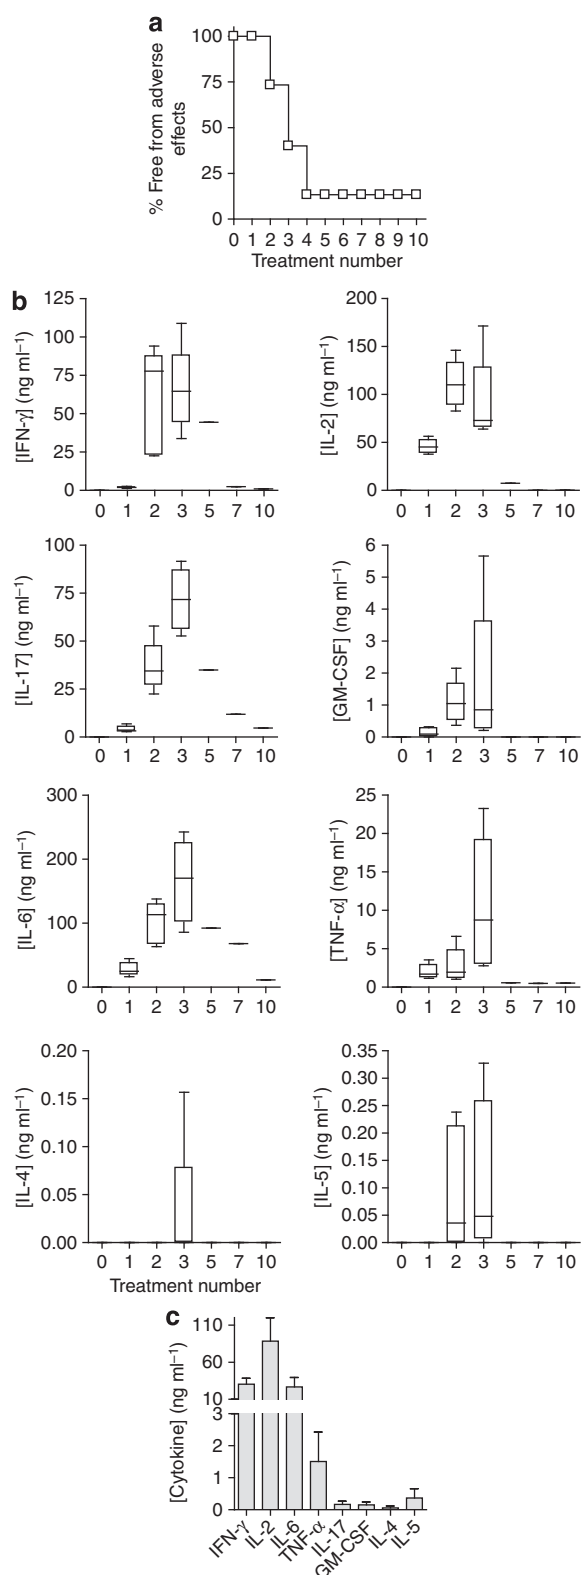 a
% Free from adverse
effects
100
75
50
25
0
0 1 2 3 4 5 6 7 8 9 10
Treatment number
b
[IFN-γ] (ng ml⁻¹)
125
100
75
50
25
0
0 1 2 3 5 7 10
[IL-2] (ng ml⁻¹)
200
150
100
50
0
0 1 2 3 5 7 10
[IL-17] (ng ml⁻¹)
100
75
50
25
0
0 1 2 3 5 7 10
[GM-CSF] (ng ml⁻¹)
6
5
4
3
2
1
0
0 1 2 3 5 7 10
[IL-6] (ng ml⁻¹)
300
200
100
0
0 1 2 3 5 7 10
[TNF-α] (ng ml⁻¹)
25
20
15
10
5
0
0 1 2 3 5 7 10
[IL-4] (ng ml⁻¹)
0.20
0.15
0.10
0.05
0.00
0 1 2 3 5 7 10
Treatment number
[IL-5] (ng ml⁻¹)
0.35
0.30
0.25
0.20
0.15
0.10
0.05
0.00
0 1 2 3 5 7 10
c
[Cytokine] (ng ml⁻¹)
110
60
10
3
2
1
0
IFN-γ
IL-2
IL-6
TNF-α
IL-17
GM-CSF
IL-4
IL-5